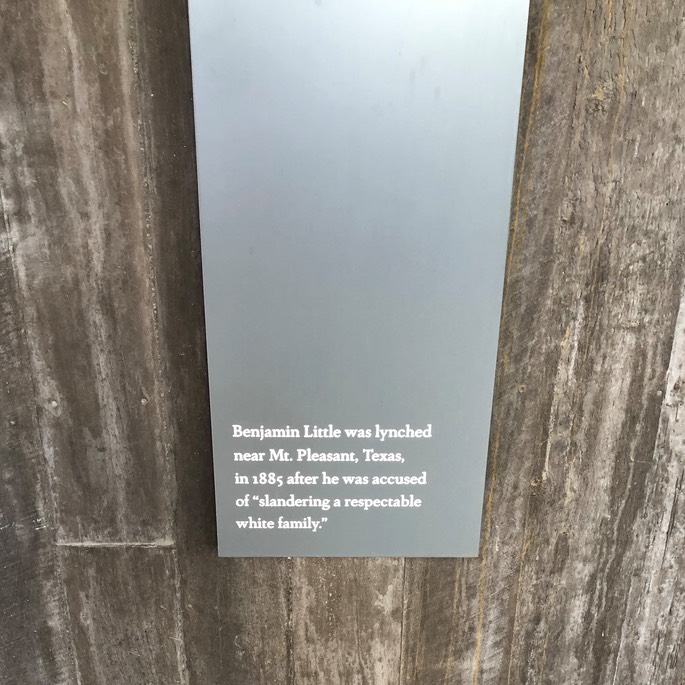 Benjamin Little was lynched
near Mt. Pleasant, Texas,
in 1885 after he was accused
of “slandering a respectable
white family.”